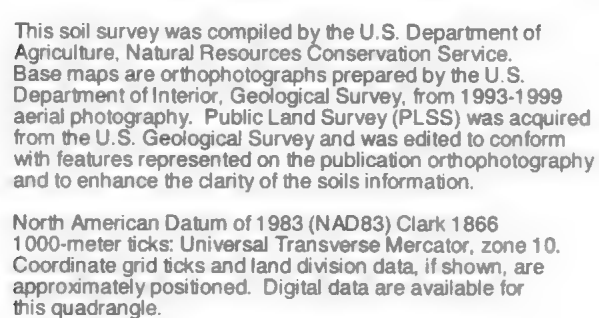 This soil survey was compiled by the U.S. Department of
Agriculture, Natural Resources Conservation Service.
Base maps are orthophotographs prepared by the U.S.
Department of Interior, Geological Survey, from 1993-1999
aerial photography.  Public Land Survey (PLSS) was acquired
from the U.S. Geological Survey and was edited to conform
with features represented on the publication orthophotography
and to enhance the clarity of the soils information.

North American Datum of 1983 (NAD83) Clark 1866
1000-meter ticks: Universal Transverse Mercator, zone 10.
Coordinate grid ticks and land division data, if shown, are
approximately positioned.  Digital data are available for
this quadrangle.